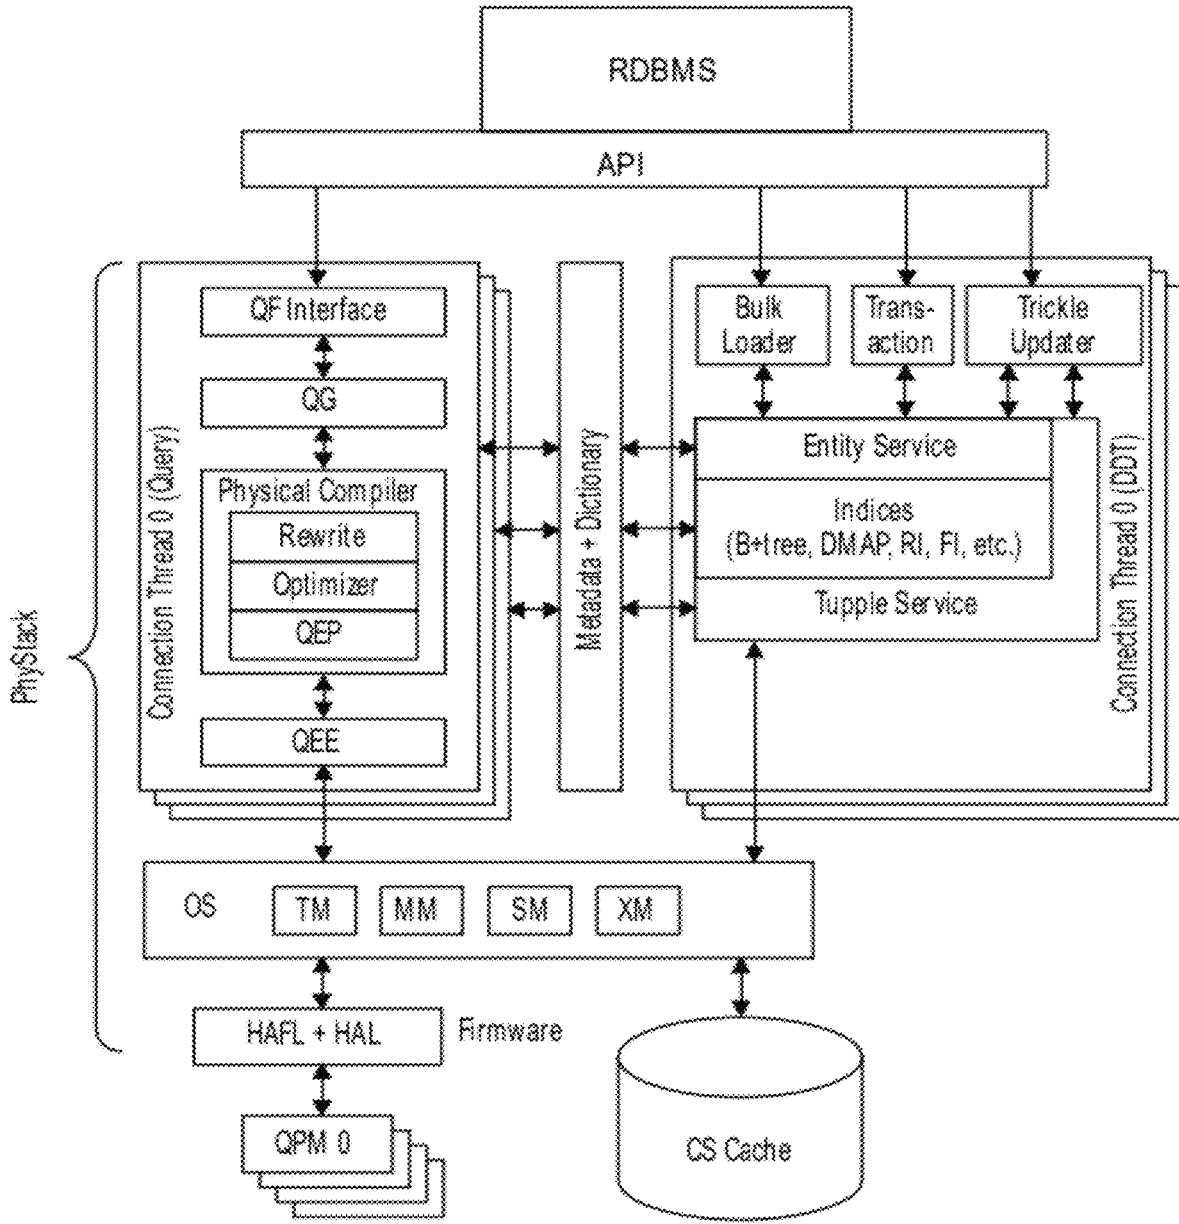 RDBMS
API
PhyStack
Connection Thread 0 (Query)
QF Interface
QG
Physical Compiler
Rewrite
Optimizer
QEP
QEE
Metadata + Dictionary
Bulk
Loader
Trans-
action
Trickle
Updater
Entity Service
Indices
(B+tree, DMAP, RI, FI, etc.)
Tupple Service
Connection Thread 0 (DDT)
OS
TM
MM
SM
XM
HAFL + HAL
Firmware
QPM 0
CS Cache